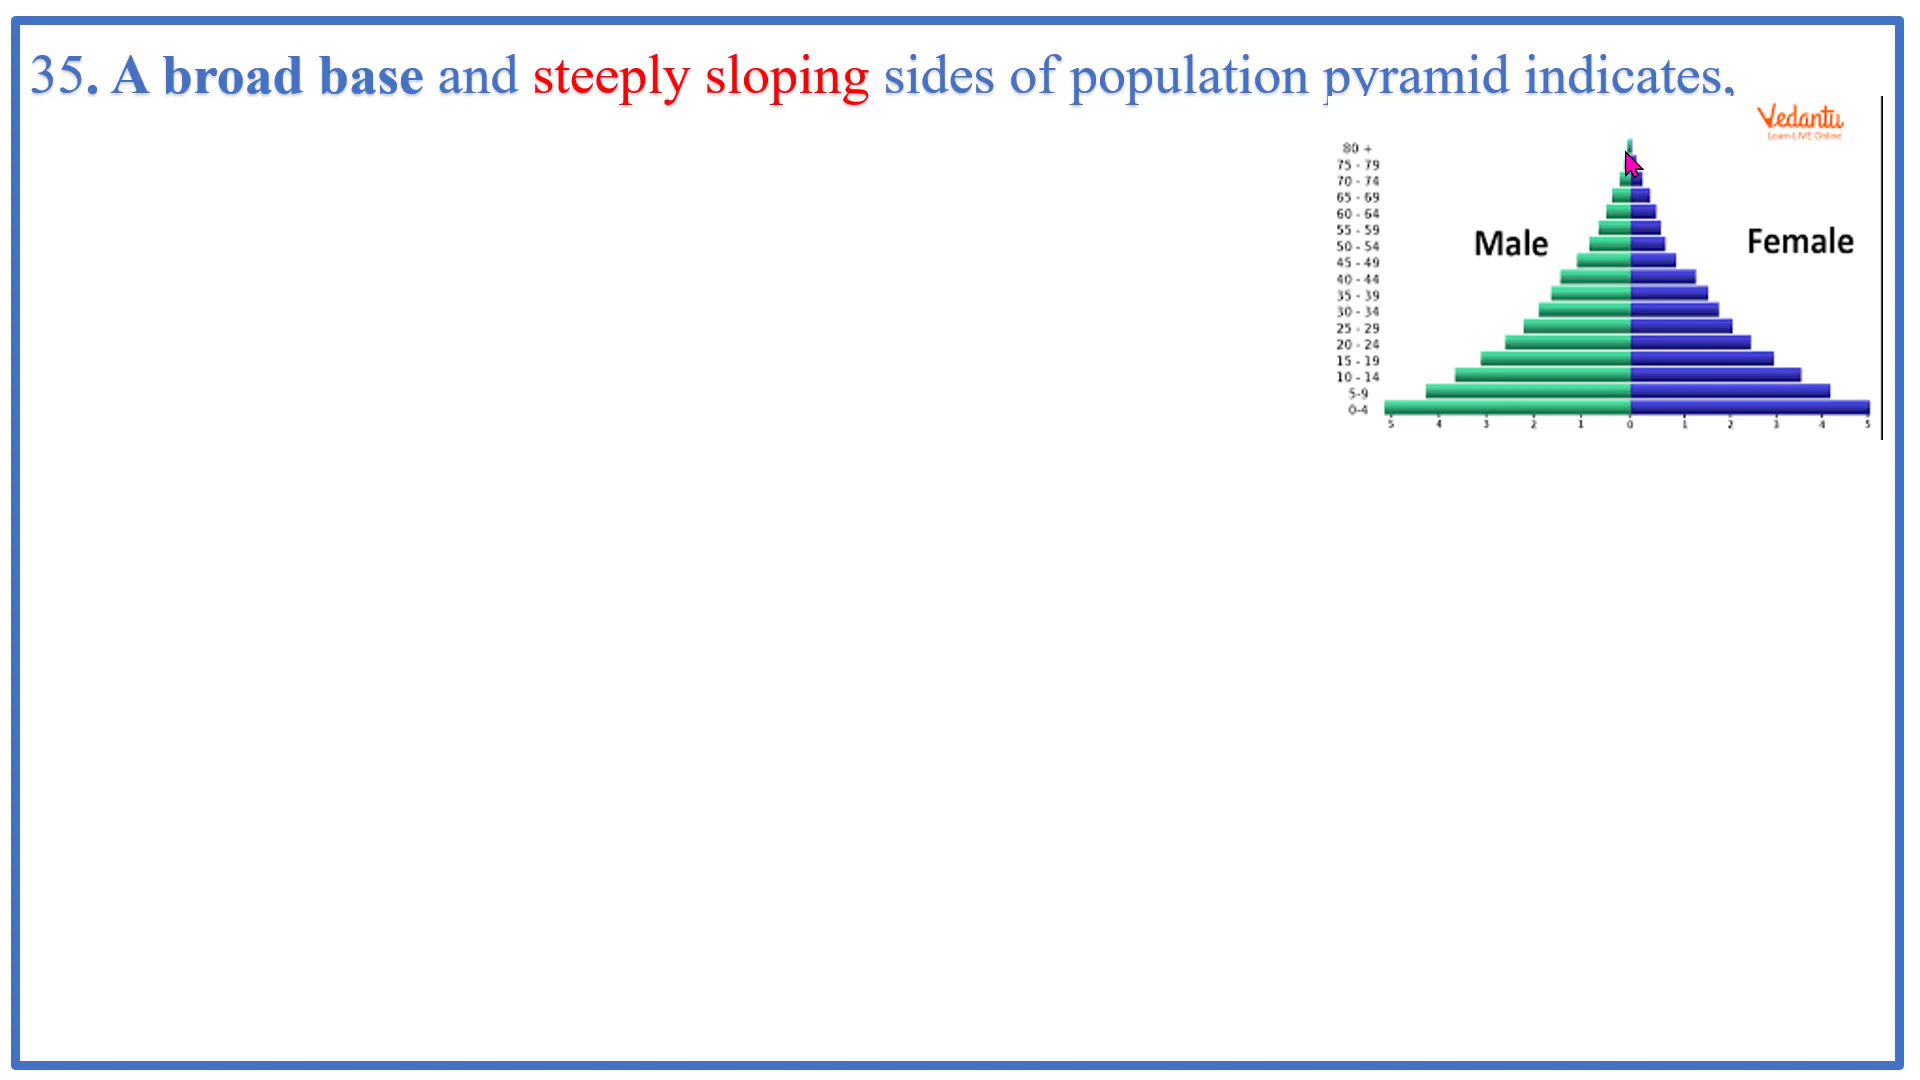 35. A broad base and steeply sloping sides of population pyramid indicates,
Vedantu
Learn LIVE Online
80 +
75 - 79
70 - 74
65 - 69
60 - 64
55 - 59
50 - 54
45 - 49
40 - 44
35 - 39
30 - 34
25 - 29
20 - 24
15 - 19
10 - 14
5-9
0-4
Male
Female
5 4 3 2 1 0 1 2 3 4 5